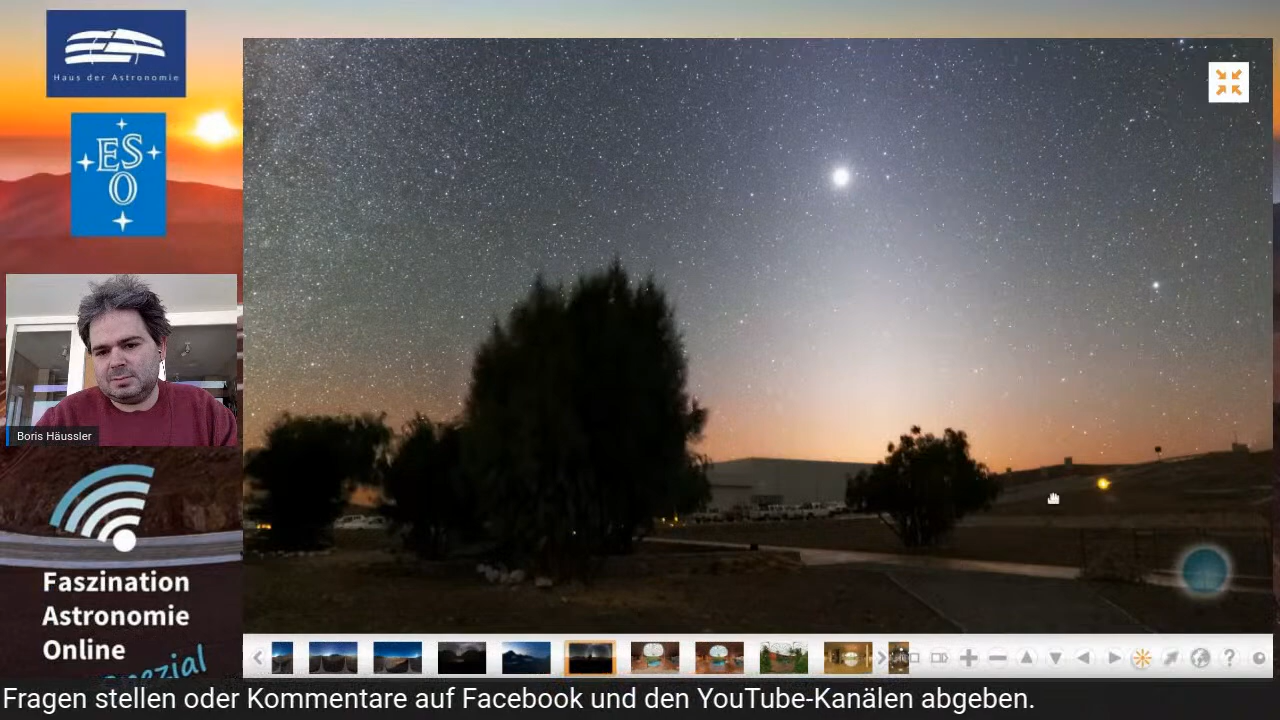 Haus der Astronomie
ES
O
Boris Häussler
Faszination
Astronomie
Online
Fragen stellen oder Kommentare auf Facebook und den YouTube-Kanälen abgeben.